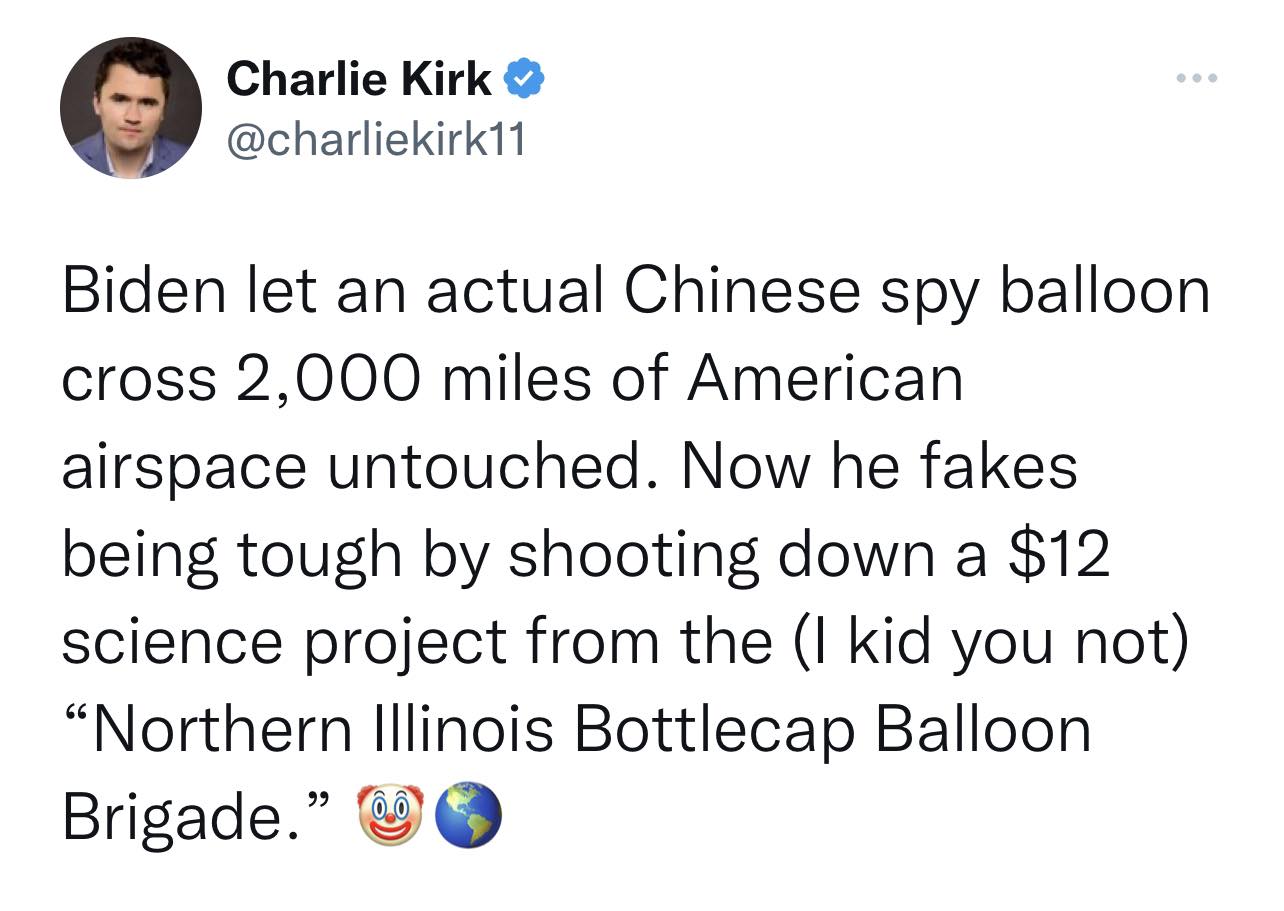 Charlie Kirk
@charliekirk11
Biden let an actual Chinese spy balloon
cross 2,000 miles of American
airspace untouched. Now he fakes
being tough by shooting down a $12
science project from the (I kid you not)
“Northern Illinois Bottlecap Balloon
Brigade.” 🤡🌎